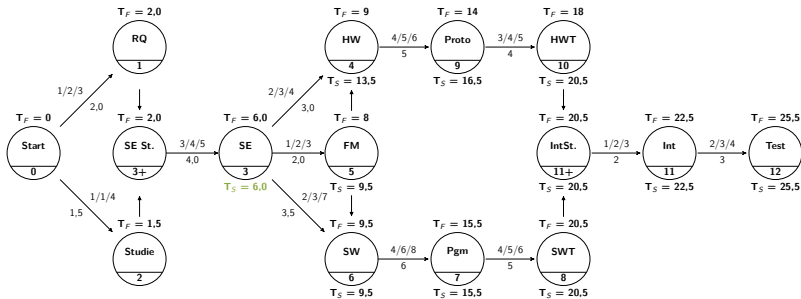 T_F = 2,0
T_F = 9
T_F = 14
T_F = 18
RQ
HW
Proto
HWT
4/5/6
3/4/5
5
4
1
4
9
10
T_S = 13,5
T_S = 16,5
T_S = 20,5
1/2/3
2,0
2/3/4
3,0
T_F = 0
T_F = 2,0
T_F = 6,0
T_F = 8
T_F = 20,5
T_F = 22,5
T_F = 25,5
Start
SE St.
SE
FM
IntSt.
Int
Test
3/4/5
1/2/3
1/2/3
2/3/4
4,0
2,0
2
3
0
3+
3
5
11+
11
12
T_S = 6,0
T_S = 9,5
T_S = 20,5
T_S = 22,5
T_S = 25,5
1/1/4
1,5
2/3/7
3,5
T_F = 1,5
T_F = 9,5
T_F = 15,5
T_F = 20,5
Studie
SW
Pgm
SWT
4/6/8
4/5/6
6
5
2
6
7
8
T_S = 9,5
T_S = 15,5
T_S = 20,5